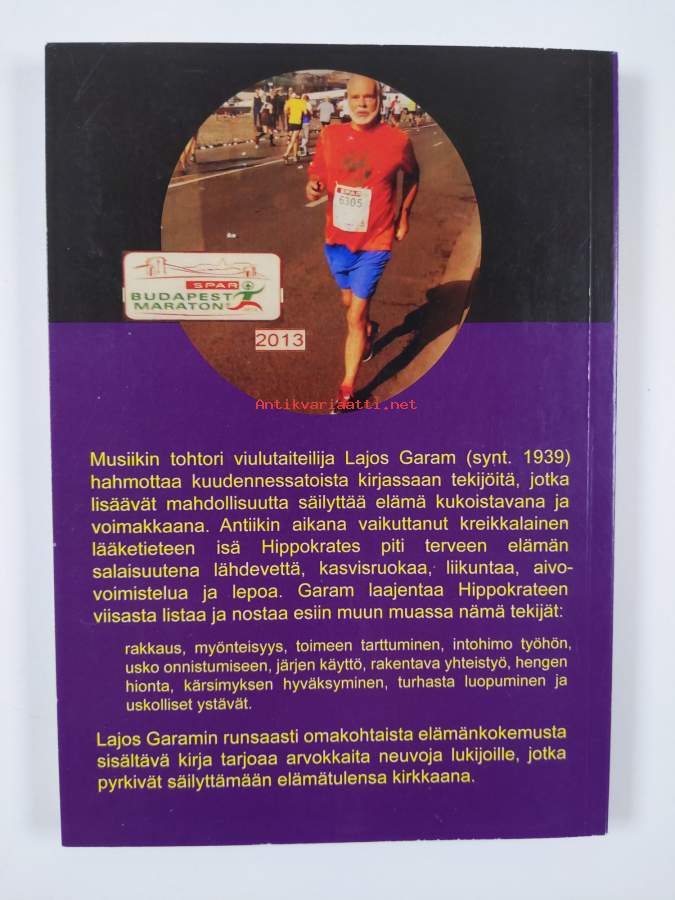 SPAR
6305
SPAR
BUDAPEST
MARATON
2013
Antikvariaatti.net
Musiikin tohtori viulutaiteilija Lajos Garam (synt. 1939)
hahmottaa kuudennessatoista kirjassaan tekijöitä, jotka
lisäävät mahdollisuutta säilyttää elämä kukoistavana ja
voimakkaana. Antiikin aikana vaikuttanut kreikkalainen
lääketieteen isä Hippokrates piti terveen elämän
salaisuutena lähdevettä, kasvisruokaa, liikuntaa, aivo-
voimistelua ja lepoa. Garam laajentaa Hippokrateen
viisasta listaa ja nostaa esiin muun muassa nämä tekijät:
rakkaus, myönteisyys, toimeen tarttuminen, intohimo työhön,
usko onnistumiseen, järjen käyttö, rakentava yhteistyö, hengen
hionta, kärsimyksen hyväksyminen, turhasta luopuminen ja
uskolliset ystävät.
Lajos Garamin runsaasti omakohtaista elämänkokemusta
sisältävä kirja tarjoaa arvokkaita neuvoja lukijoille, jotka
pyrkivät säilyttämään elämätulensa kirkkaana.